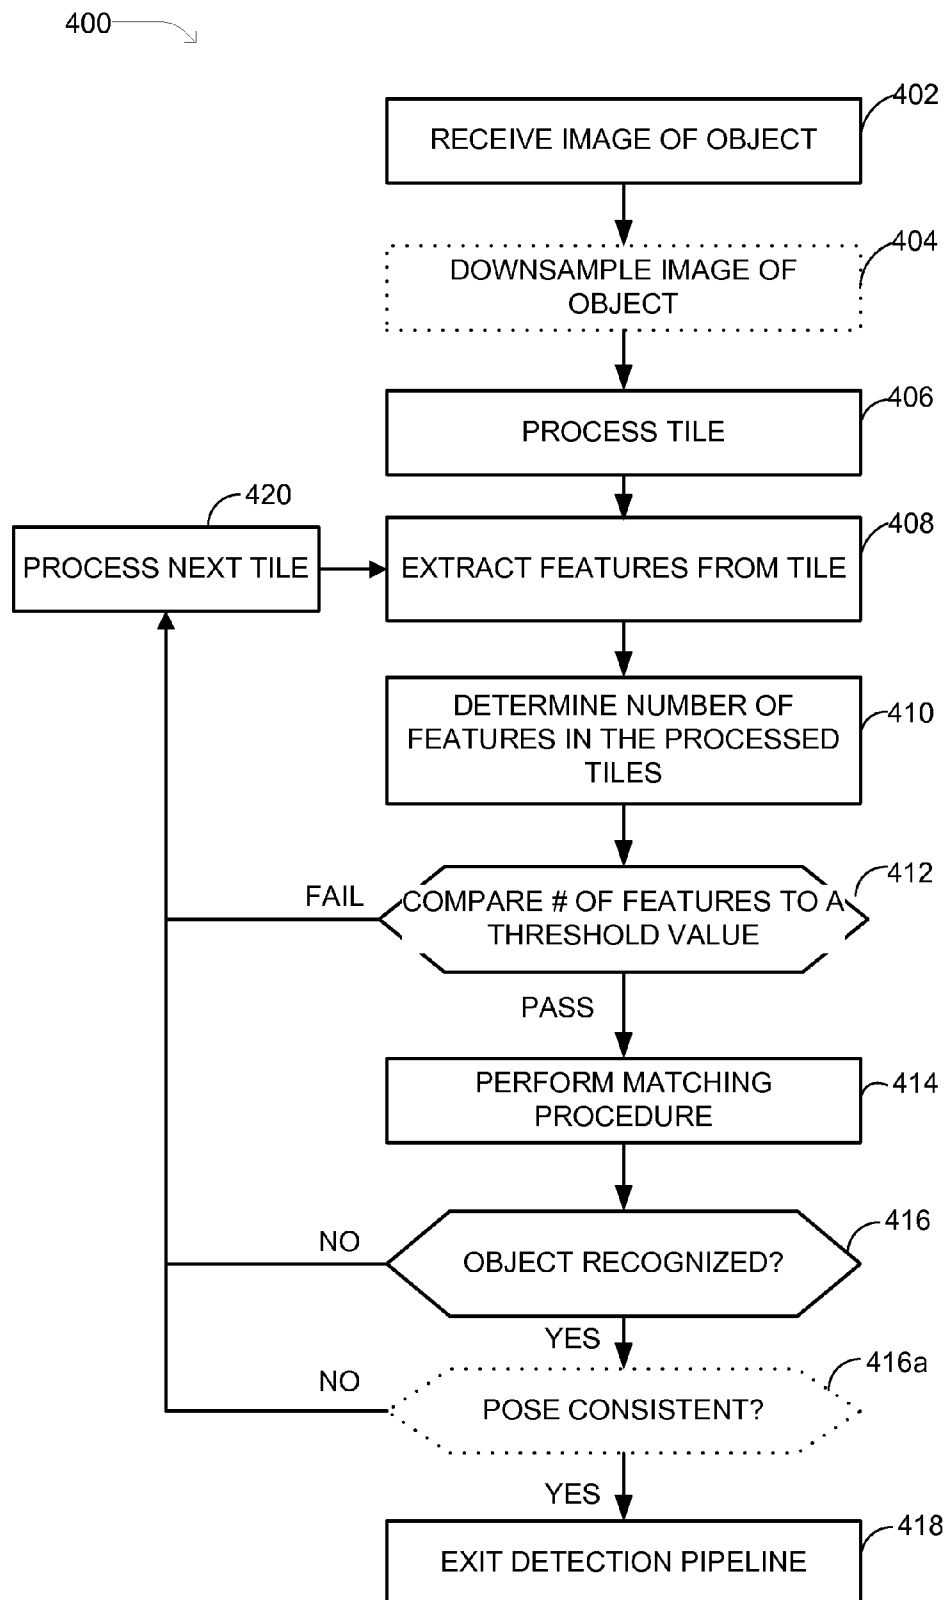 400
402
RECEIVE IMAGE OF OBJECT
404
DOWNSAMPLE IMAGE OF
OBJECT
406
PROCESS TILE
420
PROCESS NEXT TILE
408
EXTRACT FEATURES FROM TILE
410
DETERMINE NUMBER OF
FEATURES IN THE PROCESSED
TILES
412
FAIL
COMPARE # OF FEATURES TO A
THRESHOLD VALUE
PASS
414
PERFORM MATCHING
PROCEDURE
416
NO
OBJECT RECOGNIZED?
YES
416a
NO
POSE CONSISTENT?
YES
418
EXIT DETECTION PIPELINE